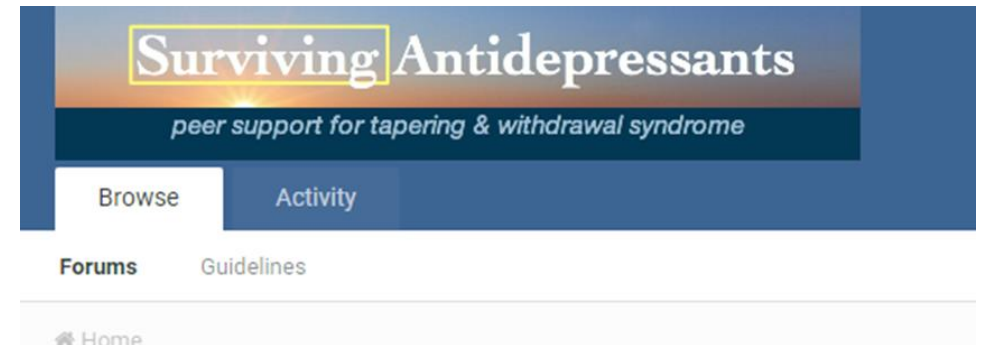 Surviving Antidepressants
peer support for tapering & withdrawal syndrome
Browse Activity
Forums Guidelines
Home